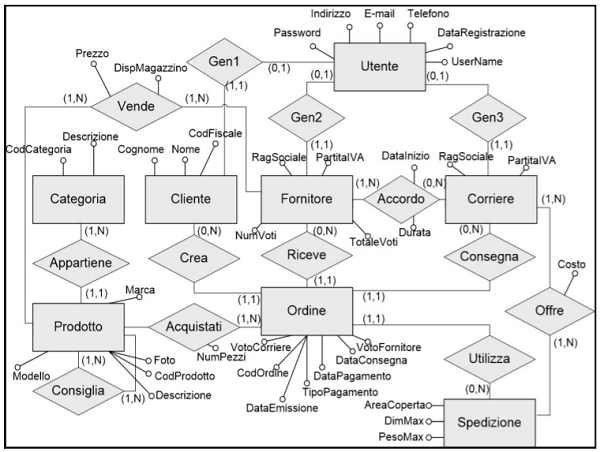 Indirizzo
E-mail
Telefono
Password
DataRegistrazione
Gen1
(0,1)
Utente
UserName
Prezzo
DispMagazzino
(1,1)
(0,1)
(0,1)
(1,N)
Vende
(1,N)
Gen2
Gen3
Descrizione
CodFiscale
CodCategoria
Cognome
Nome
(1,1)
(1,1)
RagSociale
PartitaIVA
DataInizio
RagSociale
PartitaIVA
Categoria
Cliente
Fornitore
(1,N)
Accordo
(0,N)
Corriere
(1,N)
(1,N)
(0,N)
NumVoti
(0,N)
TotaleVoti
Durata
(0,N)
Appartiene
Crea
Riceve
Consegna
Costo
(1,1)
Marca
(1,1)
(1,1)
(1,1)
Prodotto
Acquistati
(1,N)
Ordine
(1,1)
Offre
NumPezzi
VotoCorriere
VotoFornitore
(1,N)
Foto
DataConsegna
Utilizza
(1,N)
Modello
CodProdotto
CodOrdine
DataPagamento
Consiglia
(1,N)
Descrizione
TipoPagamento
(0,N)
DataEmissione
AreaCoperta
DimMax
Spedizione
PesoMax